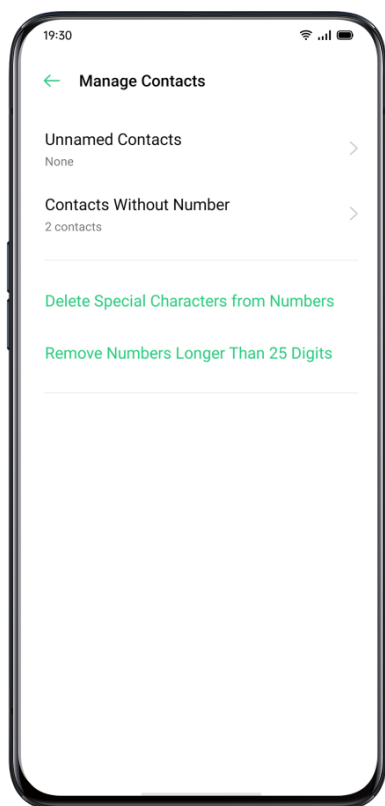 19:30
Manage Contacts
Unnamed Contacts
None
Contacts Without Number
2 contacts
Delete Special Characters from Numbers
Remove Numbers Longer Than 25 Digits